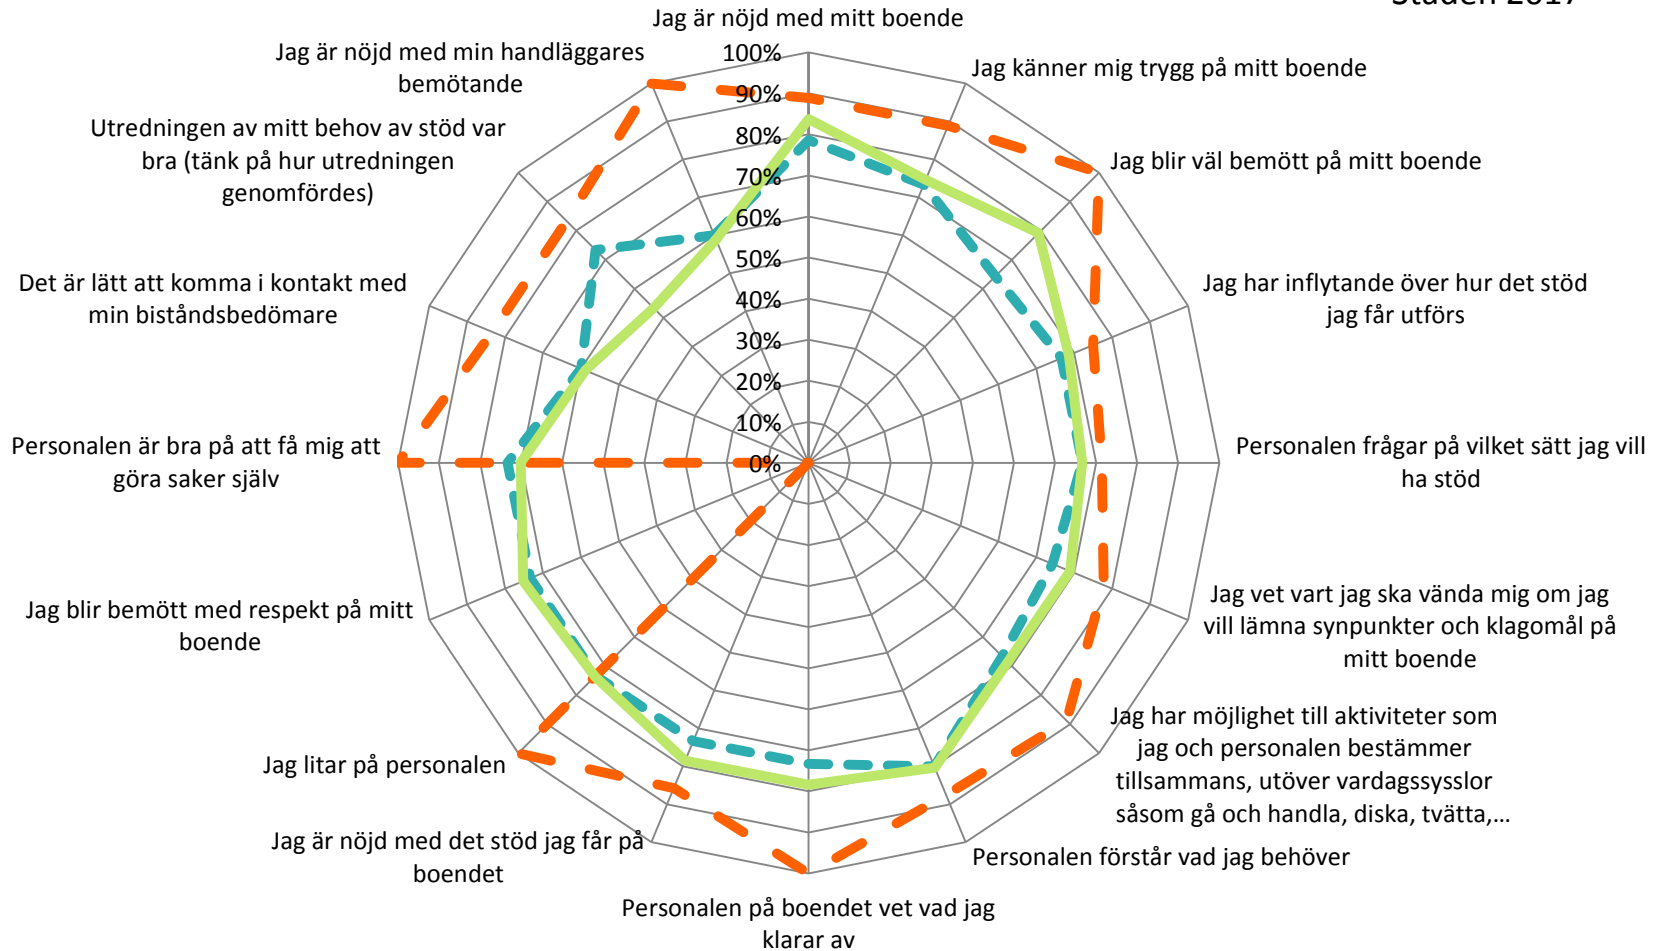 Staden 2017
Jag är nöjd med mitt boende
Jag känner mig trygg på mitt boende
Jag blir väl bemött på mitt boende
Jag har inflytande över hur det stöd
jag får utförs
Personalen frågar på vilket sätt jag vill
ha stöd
Jag vet vart jag ska vända mig om jag
vill lämna synpunkter och klagomål på
mitt boende
Jag har möjlighet till aktiviteter som
jag och personalen bestämmer
tillsammans, utöver vardagssysslor
såsom gå och handla, diska, tvätta,...
Personalen förstår vad jag behöver
Personalen på boendet vet vad jag
klarar av
Jag är nöjd med det stöd jag får på
boendet
Jag litar på personalen
Jag blir bemött med respekt på mitt
boende
Personalen är bra på att få mig att
göra saker själv
Det är lätt att komma i kontakt med
min biståndsbedömare
Utredningen av mitt behov av stöd var
bra (tänk på hur utredningen
genomfördes)
Jag är nöjd med min handläggares
bemötande
100%
90%
80%
70%
60%
50%
40%
30%
20%
10%
0%